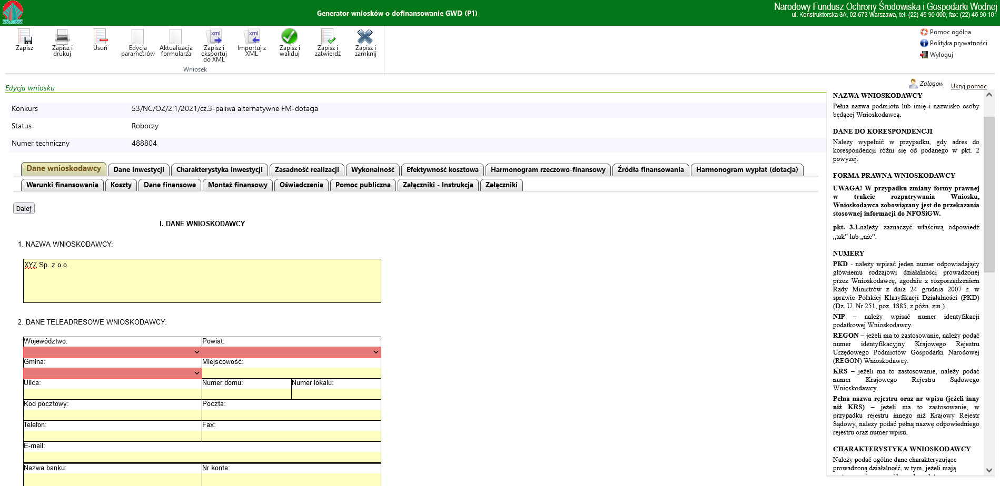 Generator wniosków o dofinansowanie GWD (P1)
Narodowy Fundusz Ochrony Środowiska i Gospodarki Wodnej
ul. Konstruktorska 3A, 02-673 Warszawa, tel: (22) 45 90 000, fax: (22) 45 90 101
Zapisz
Zapisz i
drukuj
Usuń
Edycja
parametrów
Aktualizacja
formularza
xml
Zapisz i
eksportuj
do XML
xml
Importuj z
XML
Zapisz i
waliduj
Zapisz i
zatwierdź
Zapisz i
zamknij
Wniosek
Pomoc ogólna
Polityka prywatności
Wyloguj
Edycja wniosku
Zalogow
Ukryj pomoc
Konkurs 53/NC/OZ/2.1/2021/cz.3-paliwa alternatywne FM-dotacja
Status Roboczy
Numer techniczny 488804
Dane wnioskodawcy Dane inwestycji Charakterystyka inwestycji Zasadność realizacji Wykonalność Efektywność kosztowa Harmonogram rzeczowo-finansowy Źródła finansowania Harmonogram wypłat (dotacja)
Warunki finansowania Koszty Dane finansowe Montaż finansowy Oświadczenia Pomoc publiczna Załączniki - Instrukcja Załączniki
Dalej
I. DANE WNIOSKODAWCY
1. NAZWA WNIOSKODAWCY:
XYZ Sp. z o.o.
2. DANE TELEADRESOWE WNIOSKODAWCY:
Województwo: Powiat:
Gmina: Miejscowość:
Ulica: Numer domu: Numer lokalu:
Kod pocztowy: Poczta:
Telefon: Fax:
E-mail:
Nazwa banku: Nr konta:
NAZWA WNIOSKODAWCY
Pełna nazwa podmiotu lub imię i nazwisko osoby
będącej Wnioskodawcą.
DANE DO KORESPONDENCJI
Należy wypełnić w przypadku, gdy adres do
korespondencji różni się od podanego w pkt. 2
powyżej.
FORMA PRAWNA WNIOSKODAWCY
UWAGA! W przypadku zmiany formy prawnej
w trakcie rozpatrywania Wniosku,
Wnioskodawca zobowiązany jest do przekazania
stosownej informacji do NFOŚiGW.
pkt. 3.1.należy zaznaczyć właściwą odpowiedź
„tak” lub „nie”.
NUMERY
PKD - należy wpisać jeden numer odpowiadający
głównemu rodzajowi działalności prowadzonej
przez Wnioskodawcę, zgodnie z rozporządzeniem
Rady Ministrów z dnia 24 grudnia 2007 r. w
sprawie Polskiej Klasyfikacji Działalności (PKD)
(Dz. U. Nr 251, poz. 1885, z późn. zm.).
NIP – należy wpisać numer identyfikacji
podatkowej Wnioskodawcy.
REGON – jeżeli ma to zastosowanie, należy podać
numer identyfikacyjny Krajowego Rejestru
Urzędowego Podmiotów Gospodarki Narodowej
(REGON) Wnioskodawcy.
KRS – jeżeli ma to zastosowanie, należy podać
numer Krajowego Rejestru Sądowego
Wnioskodawcy.
Pełna nazwa rejestru oraz nr wpisu (jeżeli inny
niż KRS) – jeżeli ma to zastosowanie, w
przypadku rejestru innego niż Krajowy Rejestr
Sądowy, należy podać pełną nazwę odpowiedniego
rejestru oraz numer wpisu.
CHARAKTERYSTYKA WNIOSKODAWCY
Należy podać ogólne dane charakteryzujące
prowadzoną działalność, w tym, jeżeli mają